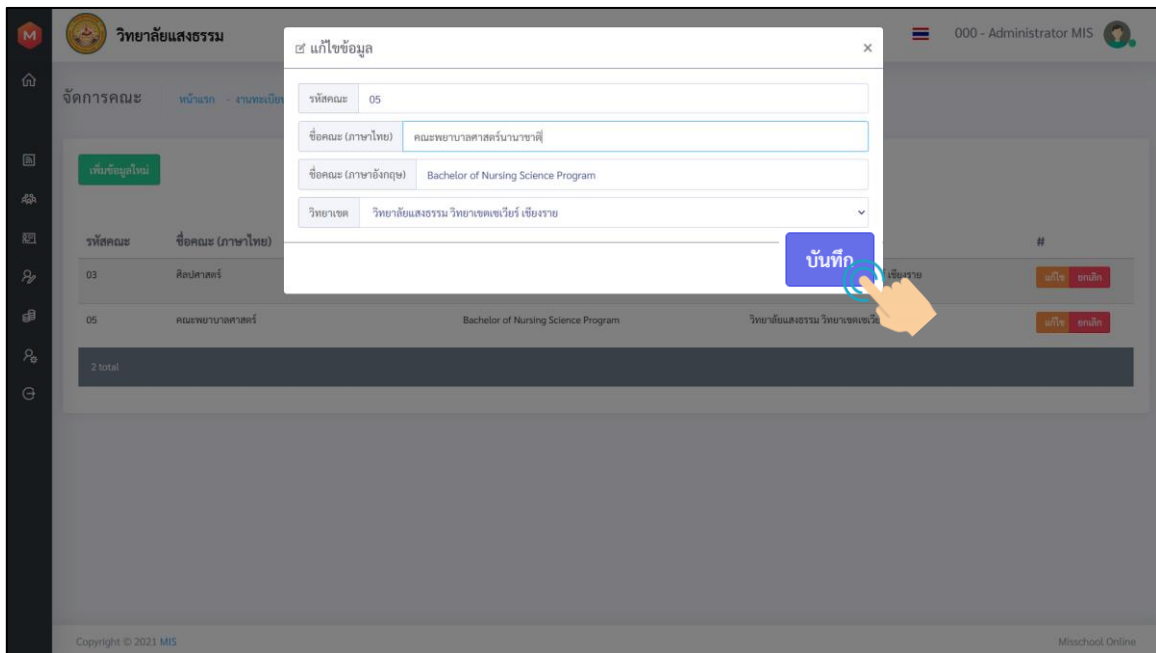 M วิทยาลัยแสงธรรม 000 - Administrator MIS
แก้ไขข้อมูล ×
จัดการคณะ หน้าแรก - งานทะเบียน
รหัสคณะ 05
ชื่อคณะ (ภาษาไทย) คณะพยาบาลศาสตร์นานาชาติ
เพิ่มข้อมูลใหม่
ชื่อคณะ (ภาษาอังกฤษ) Bachelor of Nursing Science Program
วิทยาเขต วิทยาลัยแสงธรรม วิทยาเขตเซเวียร์ เชียงราย
รหัสคณะ ชื่อคณะ (ภาษาไทย) #
บันทึก
03 ศิลปศาสตร์ เชียงราย แก้ไข ยกเลิก
05 คณะพยาบาลศาสตร์ Bachelor of Nursing Science Program วิทยาลัยแสงธรรม วิทยาเขตเซเวี แก้ไข ยกเลิก
2 total
Copyright © 2021 MIS Misschool Online